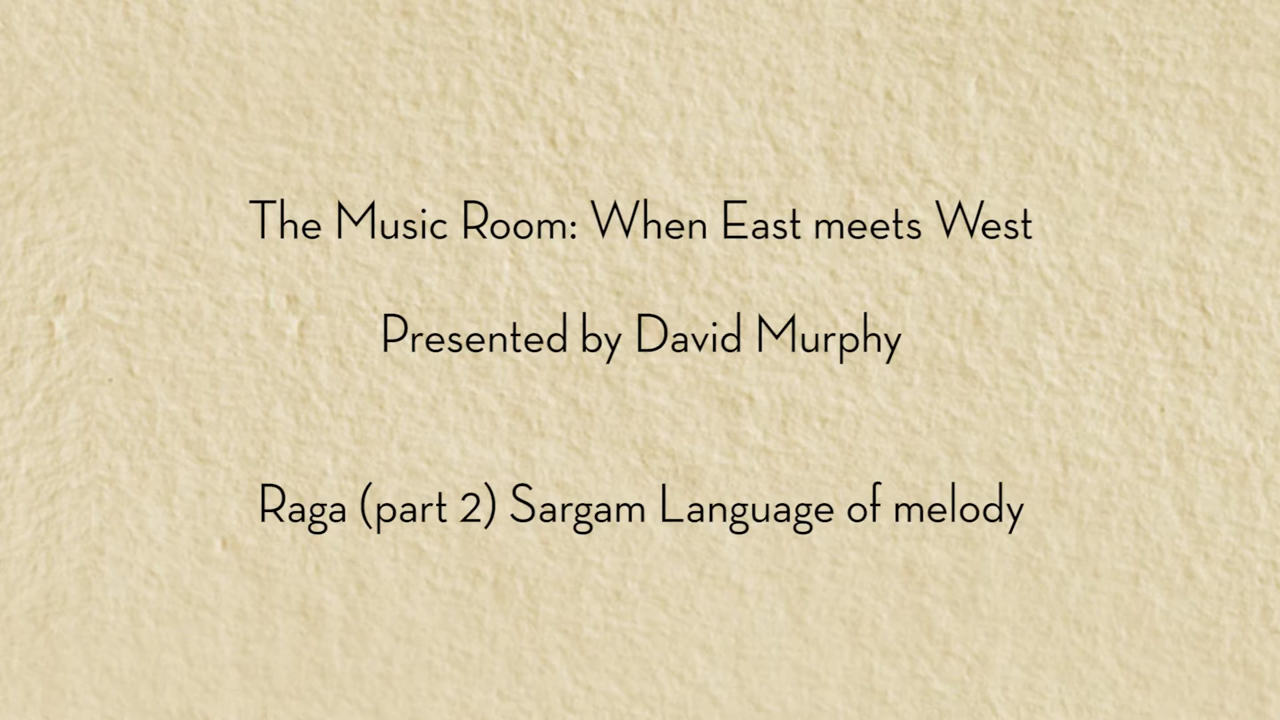 The Music Room: When East meets West
Presented by David Murphy
Raga (part 2) Sargam Language of melody